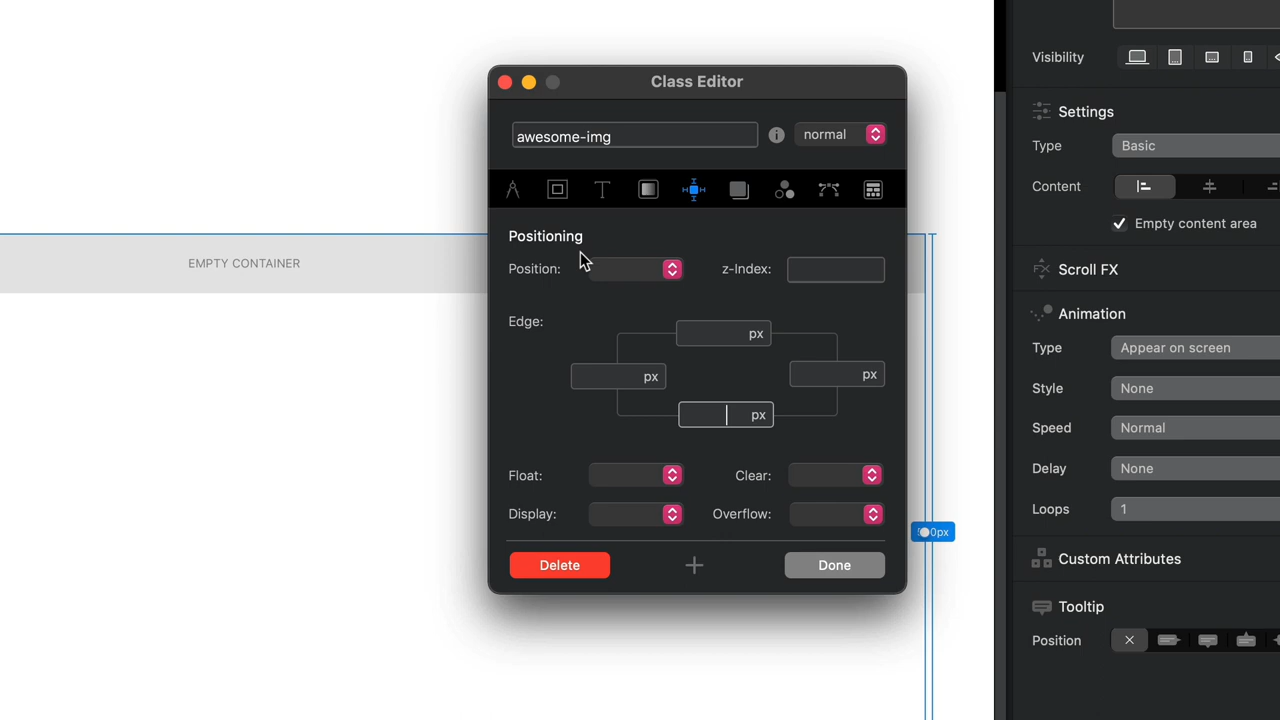 Class Editor
awesome-img
normal
Positioning
Position:
z-Index:
Edge:
px
px
px
px
Float:
Clear:
Display:
Overflow:
Delete
Done
EMPTY CONTAINER
Visibility
Settings
Type
Basic
Content
Empty content area
Scroll FX
Animation
Type
Appear on screen
Style
None
Speed
Normal
Delay
None
Loops
1
Custom Attributes
Tooltip
Position